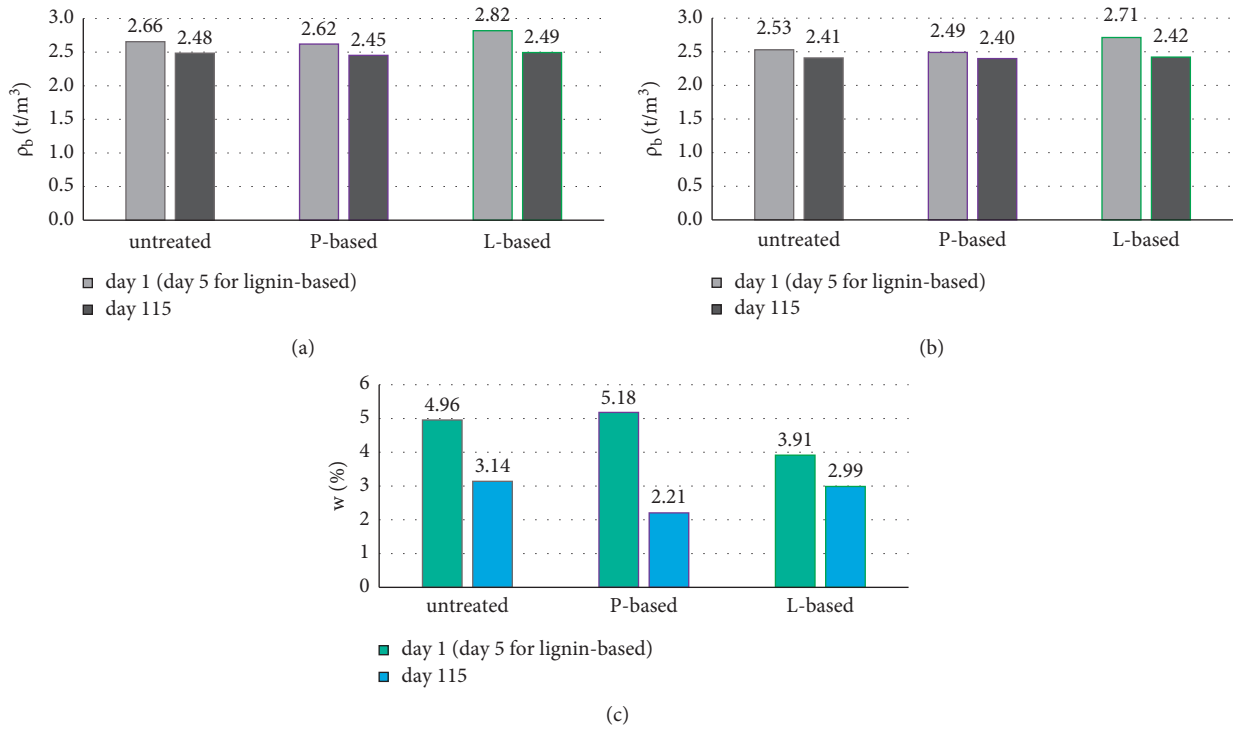 3.0
2.5
2.0
1.5
1.0
0.5
0.0
ρb (t/m³)
2.66
2.48
2.62
2.45
2.82
2.49
untreated
P-based
L-based
day 1 (day 5 for lignin-based)
day 115
(a)
3.0
2.5
2.0
1.5
1.0
0.5
0.0
ρb (t/m³)
2.53
2.41
2.49
2.40
2.71
2.42
untreated
P-based
L-based
day 1 (day 5 for lignin-based)
day 115
(b)
6
5
4
3
2
1
0
w (%)
4.96
3.14
5.18
2.21
3.91
2.99
untreated
P-based
L-based
day 1 (day 5 for lignin-based)
day 115
(c)